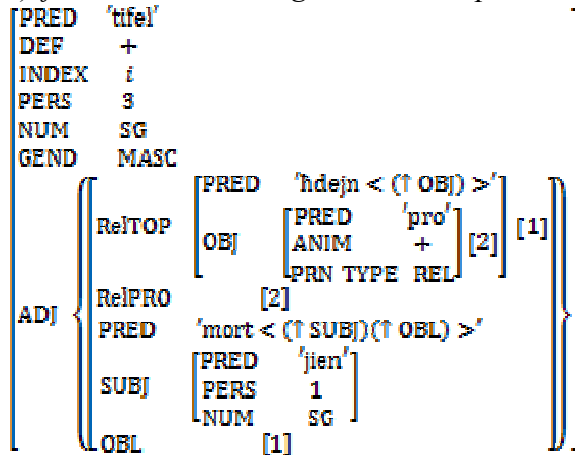 PRED 'tifel'
DEF +
INDEX i
PERS 3
NUM SG
GEND MASC
PRED 'ħdejn < (↑ OBJ) >'
RelTOP
PRED 'pro'
OBJ ANIM + [2] [1]
PRN TYPE REL
RelPRO [2]
ADJ
PRED 'mort < (↑ SUBJ)(↑ OBL) >'
PRED 'jien'
SUBJ PERS 1
NUM SG
OBL [1]